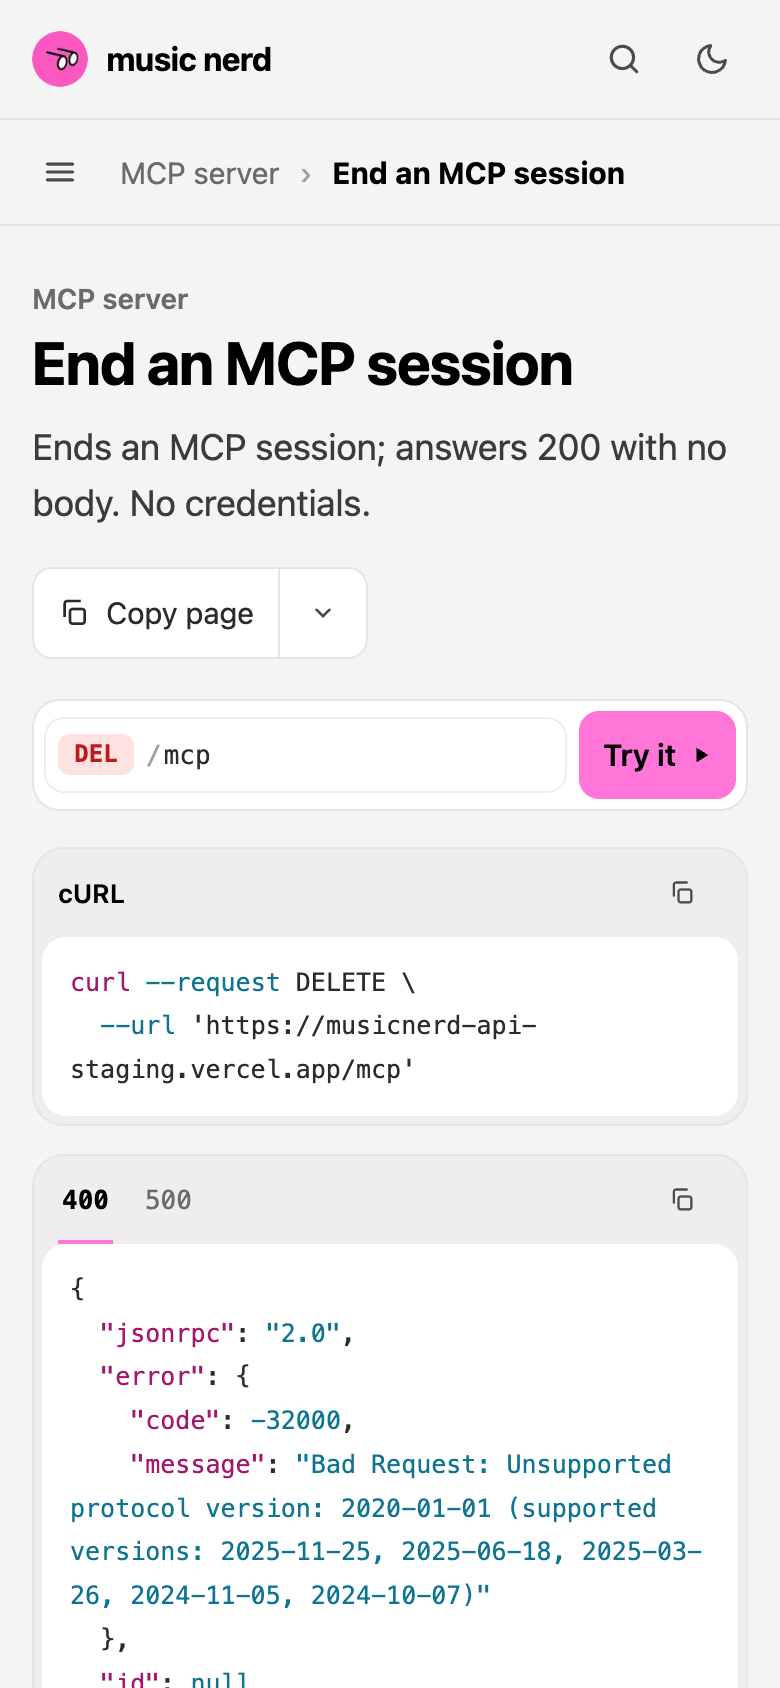 music nerd
MCP server › End an MCP session
MCP server
End an MCP session
Ends an MCP session; answers 200 with no
body. No credentials.
Copy page
DEL /mcp
Try it
cURL
curl --request DELETE \
  --url 'https://musicnerd-api-
staging.vercel.app/mcp'
400 500
{
  "jsonrpc": "2.0",
  "error": {
    "code": -32000,
    "message": "Bad Request: Unsupported
protocol version: 2020-01-01 (supported
versions: 2025-11-25, 2025-06-18, 2025-03-
26, 2024-11-05, 2024-10-07)"
  },
  "id": null